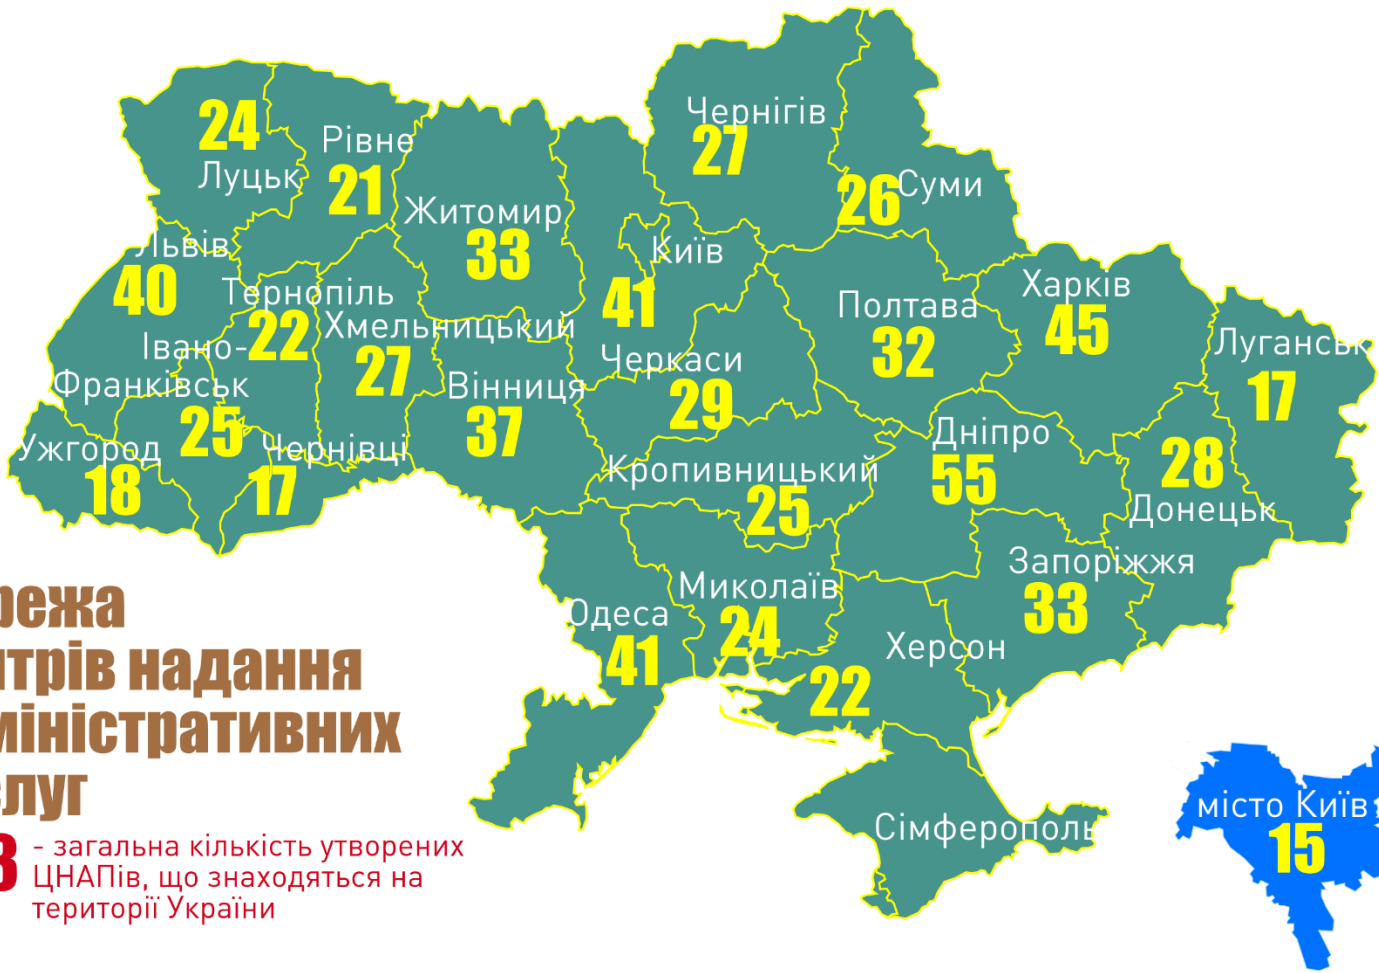 Чернігів
27
24
Рівне
Луцьк
21
26
Суми
Житомир
33
Львів
40
Київ
41
Тернопіль
22
Хмельницький
27
Полтава
32
Харків
45
Луганськ
17
Івано-
Франківськ
25
Черкаси
29
Вінниця
37
Ужгород
18
Чернівці
17
Дніпро
55
28
Донецьк
Кропивницький
25
Запоріжжя
33
Миколаїв
24
Одеса
41
Херсон
22
Сімферополь
місто Київ
15
режа
нтрів надання
міністративних
слуг
3 - загальна кількість утворених
ЦНАПів, що знаходяться на
території України